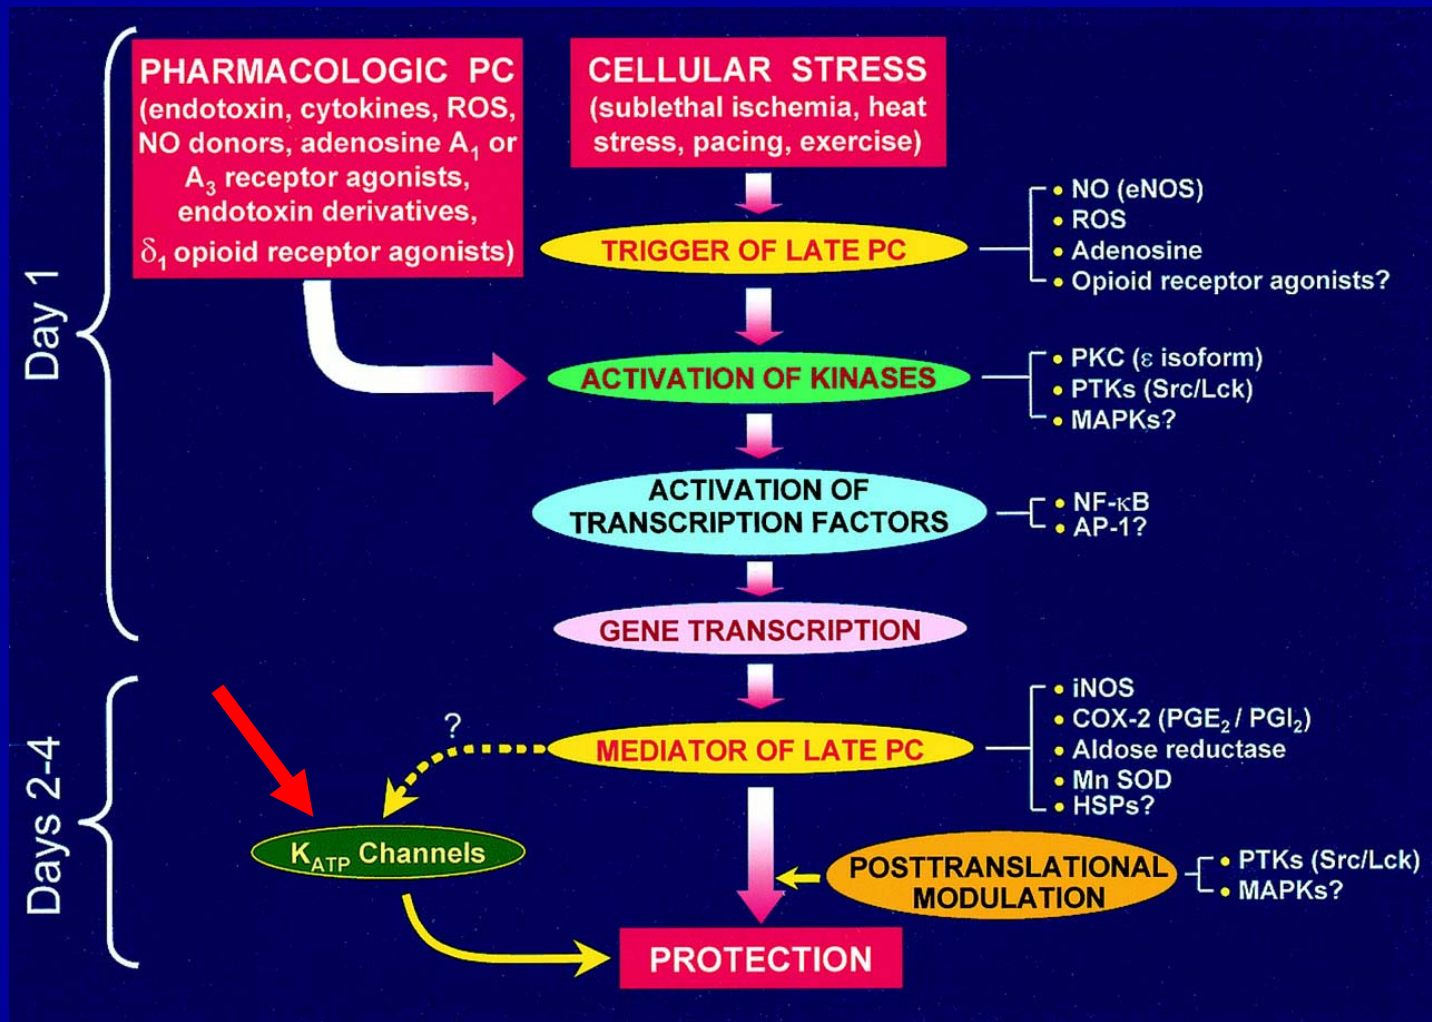 PHARMACOLOGIC PC
(endotoxin, cytokines, ROS,
NO donors, adenosine A₁ or
A₃ receptor agonists,
endotoxin derivatives,
δ₁ opioid receptor agonists)
CELLULAR STRESS
(sublethal ischemia, heat
stress, pacing, exercise)
Day 1
TRIGGER OF LATE PC
• NO (eNOS)
• ROS
• Adenosine
• Opioid receptor agonists?
ACTIVATION OF KINASES
• PKC (ε isoform)
• PTKs (Src/Lck)
• MAPKs?
ACTIVATION OF
TRANSCRIPTION FACTORS
• NF-κB
• AP-1?
GENE TRANSCRIPTION
Days 2-4
?
MEDIATOR OF LATE PC
• iNOS
• COX-2 (PGE₂ / PGI₂)
• Aldose reductase
• Mn SOD
• HSPs?
K_ATP Channels
POSTTRANSLATIONAL
MODULATION
• PTKs (Src/Lck)
• MAPKs?
PROTECTION